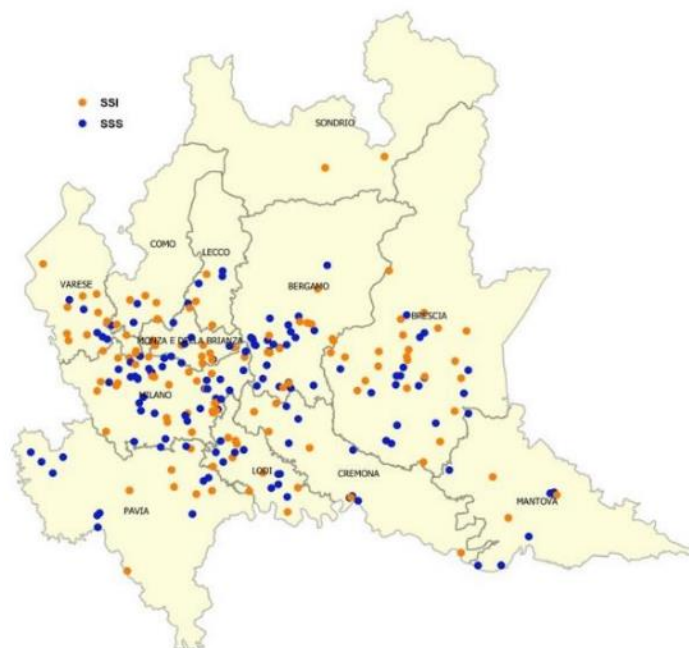 SSI
SSS
SONDRIO
COMO
LECCO
VARESE
BERGAMO
BRESCIA
MONZA E DELLA BRIANZA
MILANO
LODI
CREMONA
MANTOVA
PAVIA